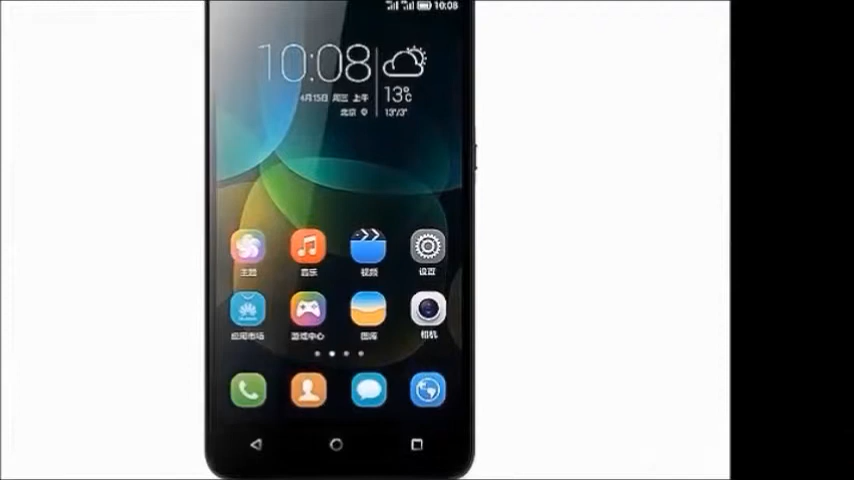 10:08
10:08
4月15日 周三 上午
13℃
北京
13°/3°
主题
音乐
视频
设置
应用市场
游戏中心
图库
相机